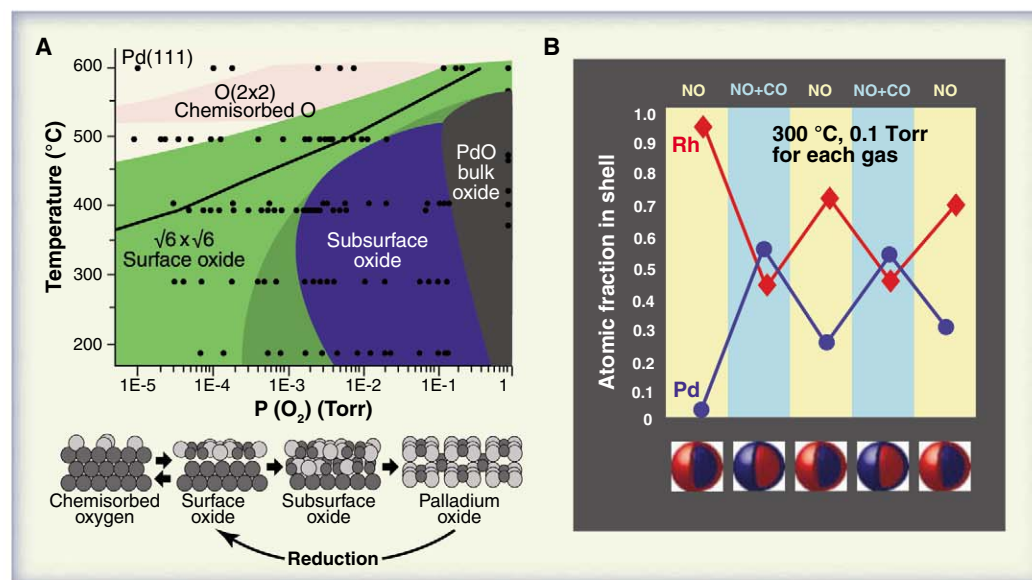 A
Pd(111)
Temperature (°C)
600
500
400
300
200
O(2x2)
Chemisorbed O
√6 x √6
Surface oxide
Subsurface
oxide
PdO
bulk
oxide
1E-5
1E-4
1E-3
1E-2
1E-1
1
P (O₂) (Torr)
Chemisorbed
oxygen
Surface
oxide
Subsurface
oxide
Palladium
oxide
Reduction
B
NO
NO+CO
NO
NO+CO
NO
300 °C, 0.1 Torr
for each gas
Atomic fraction in shell
1.0
0.9
0.8
0.7
0.6
0.5
0.4
0.3
0.2
0.1
0
Rh
Pd